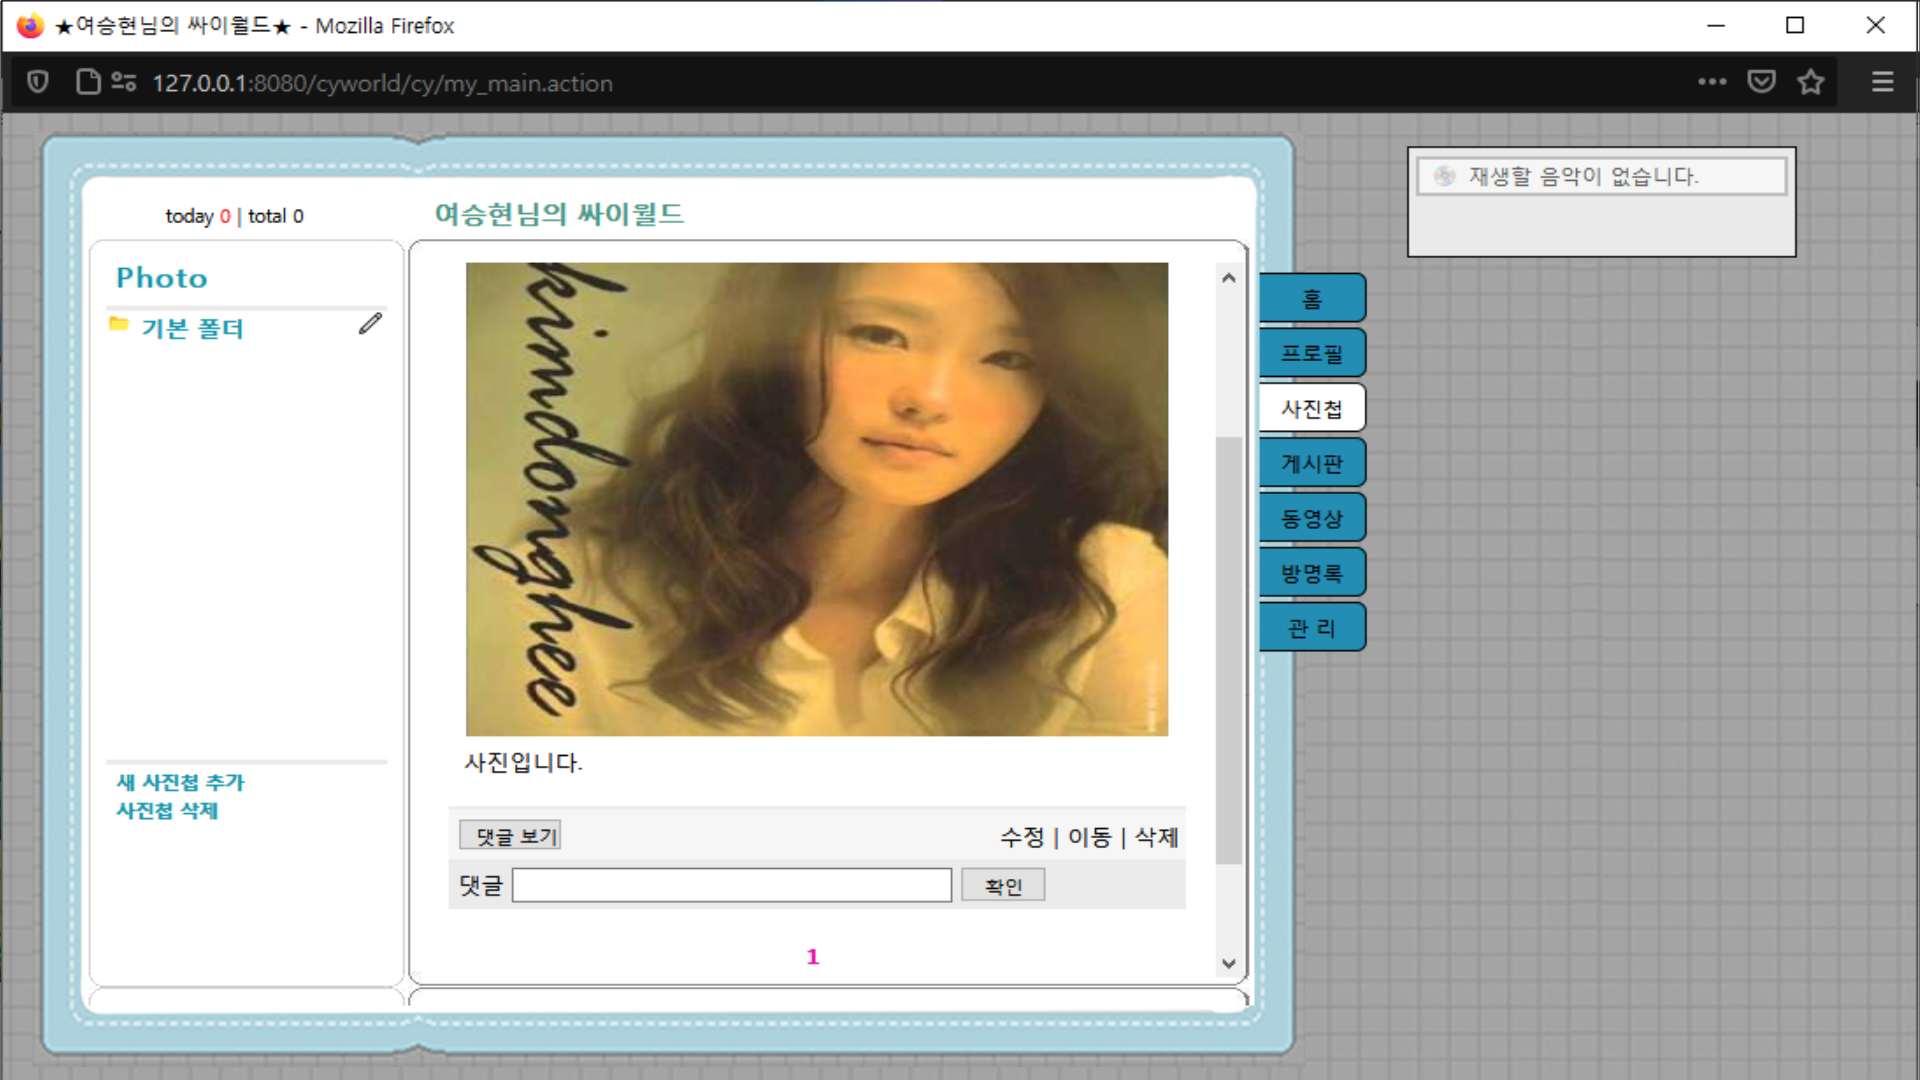 ★여승현님의 싸이월드★ - Mozilla Firefox
127.0.0.1:8080/cyworld/cy/my_main.action
today 0 | total 0
여승현님의 싸이월드
재생할 음악이 없습니다.
Photo
기본 폴더
kimdonghee
홈
프로필
사진첩
게시판
동영상
방명록
관 리
사진입니다.
새 사진첩 추가
사진첩 삭제
댓글 보기
수정 | 이동 | 삭제
댓글
확인
1